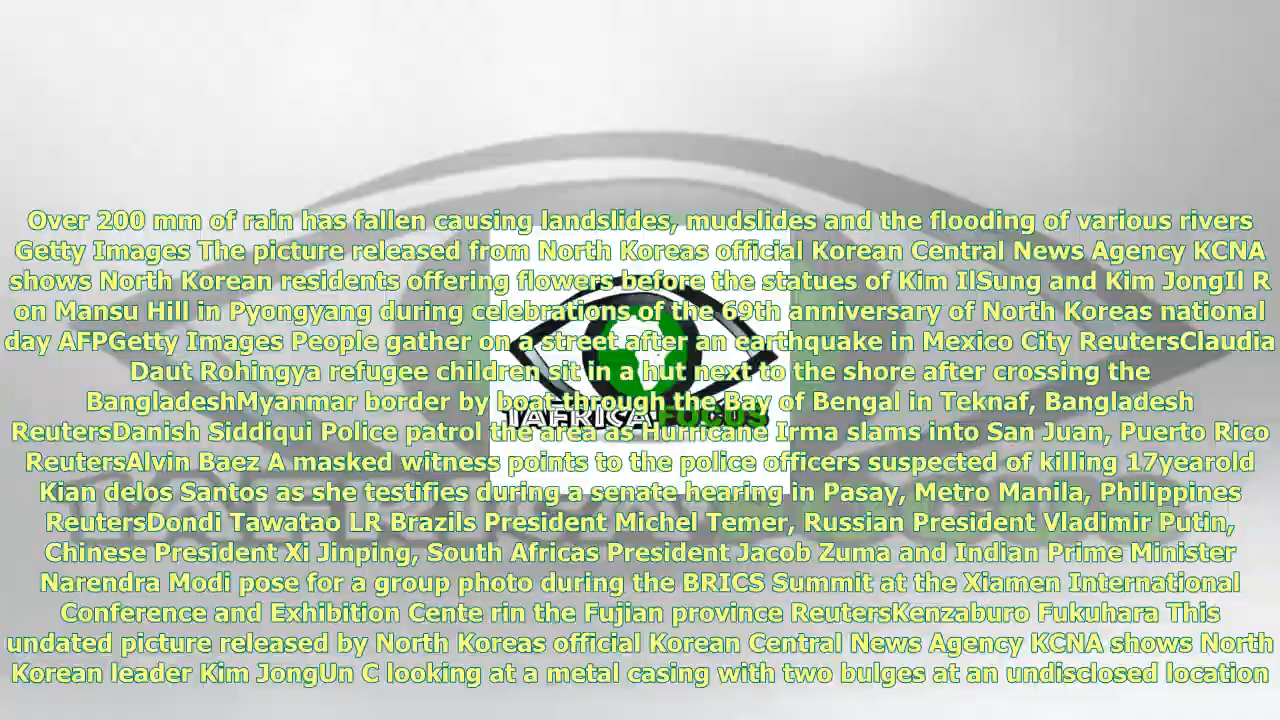 Over 200 mm of rain has fallen causing landslides, mudslides and the flooding of various rivers
Getty Images The picture released from North Koreas official Korean Central News Agency KCNA
shows North Korean residents offering flowers before the statues of Kim IlSung and Kim JongIl R
on Mansu Hill in Pyongyang during celebrations of the 69th anniversary of North Koreas national
day AFPGetty Images People gather on a street after an earthquake in Mexico City ReutersClaudia
Daut Rohingya refugee children sit in a hut next to the shore after crossing the
BangladeshMyanmar border by boat through the Bay of Bengal in Teknaf, Bangladesh
ReutersDanish Siddiqui Police patrol the area as Hurricane Irma slams into San Juan, Puerto Rico
ReutersAlvin Baez A masked witness points to the police officers suspected of killing 17yearold
Kian delos Santos as she testifies during a senate hearing in Pasay, Metro Manila, Philippines
ReutersDondi Tawatao LR Brazils President Michel Temer, Russian President Vladimir Putin,
Chinese President Xi Jinping, South Africas President Jacob Zuma and Indian Prime Minister
Narendra Modi pose for a group photo during the BRICS Summit at the Xiamen International
Conference and Exhibition Cente rin the Fujian province ReutersKenzaburo Fukuhara This
undated picture released by North Koreas official Korean Central News Agency KCNA shows North
Korean leader Kim JongUn C looking at a metal casing with two bulges at an undisclosed location
1AFRICA FOCUS